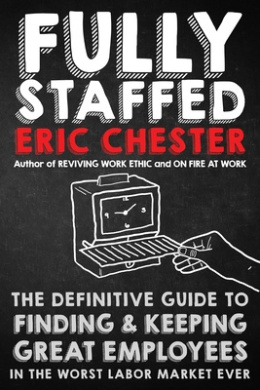 FULLY
STAFFED
ERIC CHESTER
Author of REVIVING WORK ETHIC and ON FIRE AT WORK
THE DEFINITIVE GUIDE TO
FINDING & KEEPING
GREAT EMPLOYEES
IN THE WORST LABOR MARKET EVER